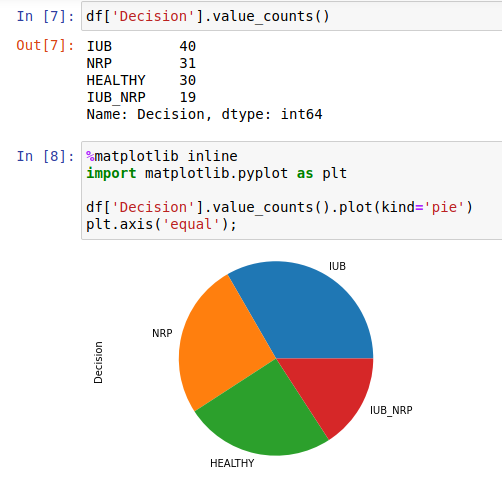 In [7]: df['Decision'].value_counts()
Out[7]: IUB 40
NRP 31
HEALTHY 30
IUB_NRP 19
Name: Decision, dtype: int64
In [8]: %matplotlib inline
import matplotlib.pyplot as plt
df['Decision'].value_counts().plot(kind='pie')
plt.axis('equal');
IUB
NRP
Decision
IUB_NRP
HEALTHY